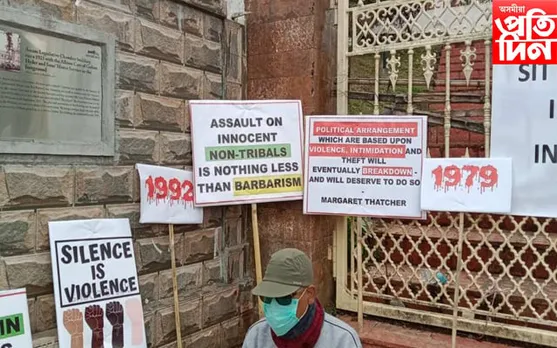 অসমীয়া
প্রতিদিন
ASSAULT ON
INNOCENT
NON-TRIBALS
IS NOTHING LESS
THAN BARBARISM
POLITICAL ARRANGEMENT
WHICH ARE BASED UPON
VIOLENCE, INTIMIDATION AND
THEFT WILL
EVENTUALLY BREAKDOWN -
AND WILL DESERVE TO DO SO
-
MARGARET THATCHER
1992
1979
SILENCE
IS
VIOLENCE
SIT
IN